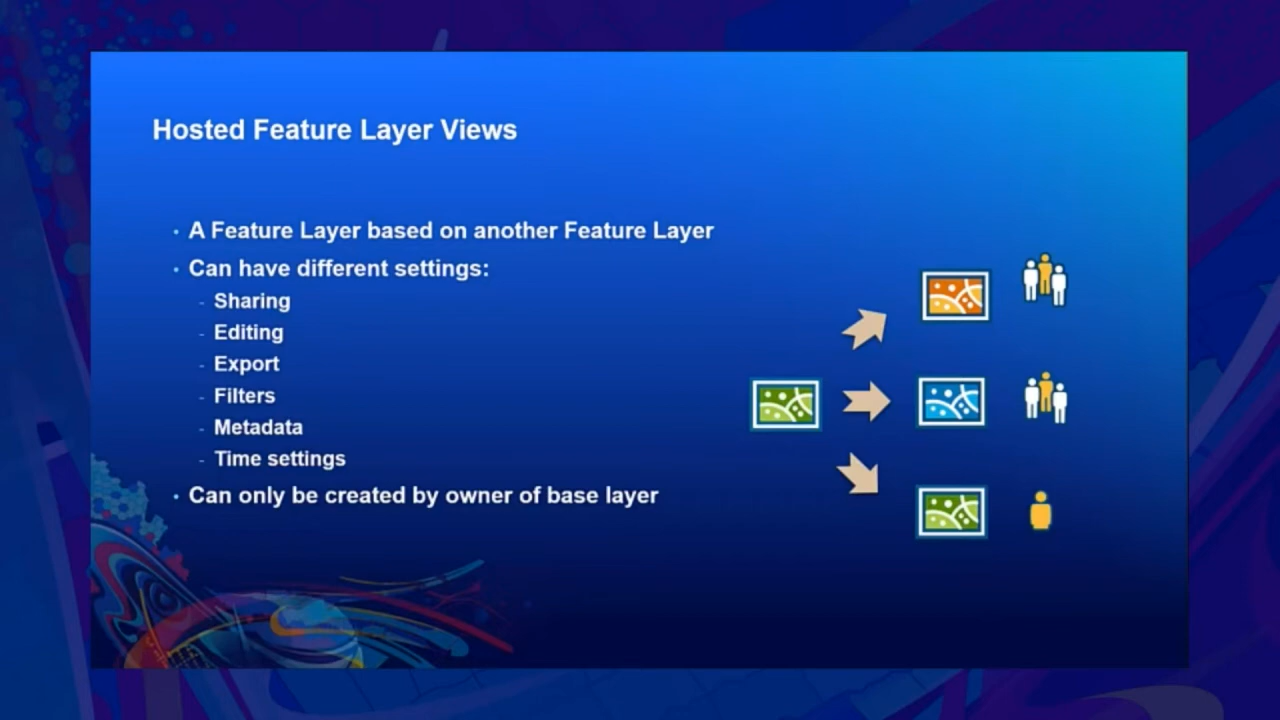 Hosted Feature Layer Views
· A Feature Layer based on another Feature Layer
· Can have different settings:
- Sharing
- Editing
- Export
- Filters
- Metadata
- Time settings
· Can only be created by owner of base layer